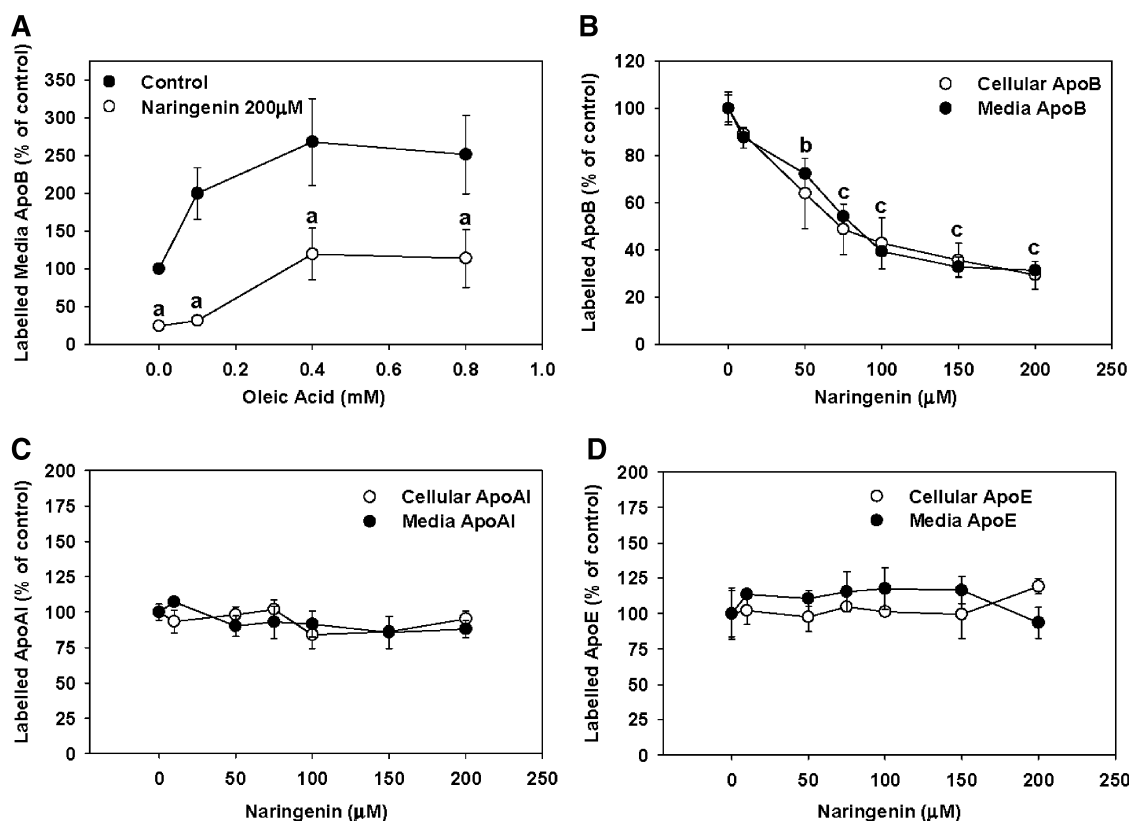 A
Labelled Media ApoB (% of control)
350
300
250
200
150
100
50
0
Control
Naringenin 200μM
a
a
a
a
0.0
0.2
0.4
0.6
0.8
1.0
Oleic Acid (mM)
B
Labelled ApoB (% of control)
120
100
80
60
40
20
0
Cellular ApoB
Media ApoB
b
c
c
c
c
0
50
100
150
200
250
Naringenin (μM)
C
Labelled ApoAI (% of control)
200
175
150
125
100
75
50
25
0
Cellular ApoAI
Media ApoAI
0
50
100
150
200
250
Naringenin (μM)
D
Labelled ApoE (% of control)
200
175
150
125
100
75
50
25
0
Cellular ApoE
Media ApoE
0
50
100
150
200
250
Naringenin (μM)